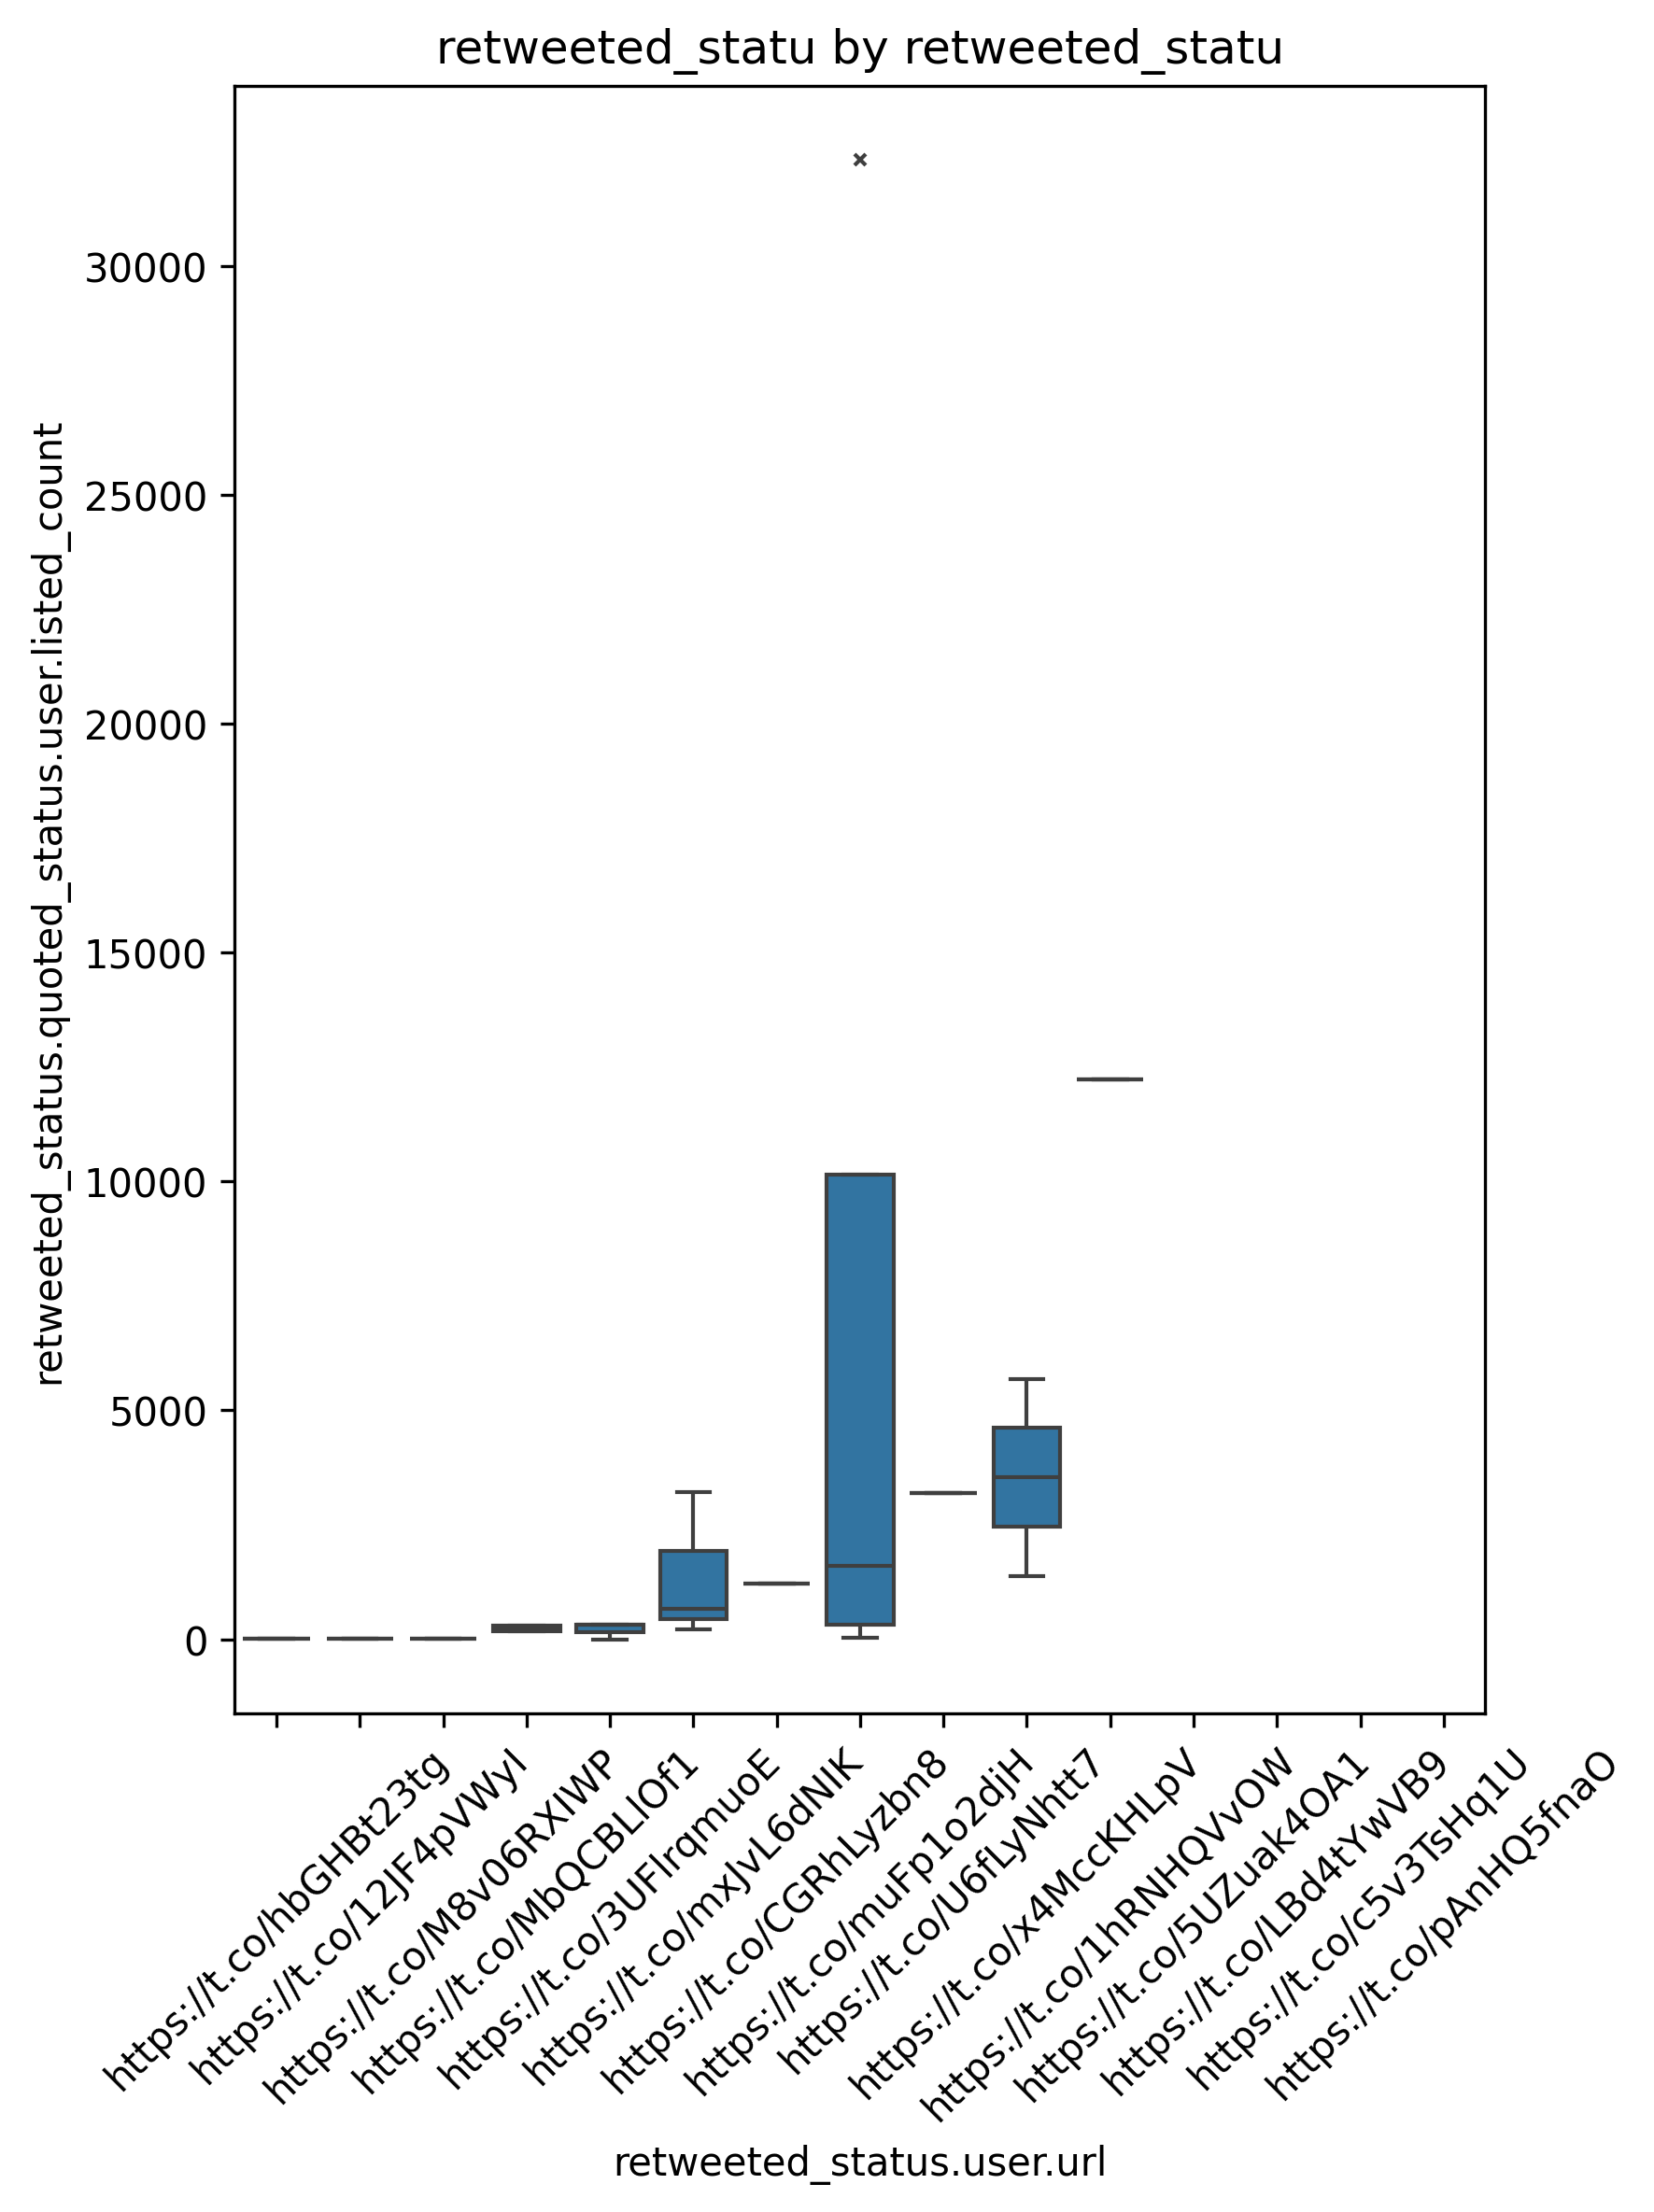 retweeted_statu by retweeted_statu
retweeted_status.quoted_status.user.listed_count
30000
25000
20000
15000
10000
5000
0
https://t.co/hbGHBt23tg
https://t.co/12JF4pVWyI
https://t.co/M8v06RXIWP
https://t.co/MbQCBLlOf1
https://t.co/3UFlrqmuoE
https://t.co/mxJvL6dNlK
https://t.co/CGRhLyzbn8
https://t.co/muFp1o2djH
https://t.co/U6fLyNhtt7
https://t.co/x4MccKHLpV
https://t.co/1hRNHQVvOW
https://t.co/5UZuak4OA1
https://t.co/LBd4tYwVB9
https://t.co/c5v3TsHq1U
https://t.co/pAnHQ5fnaO
retweeted_status.user.url